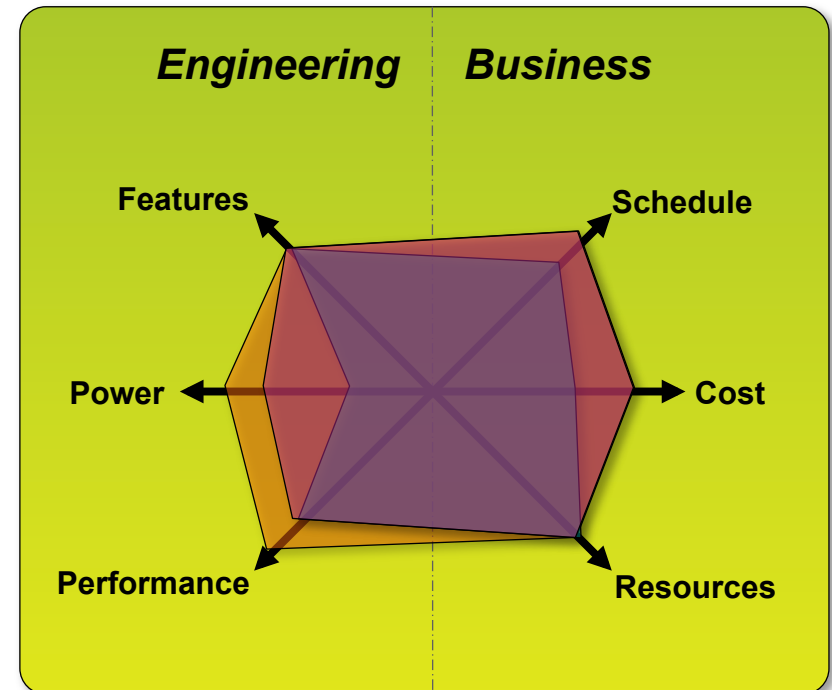 Engineering
Business
Features
Schedule
Power
Cost
Performance
Resources